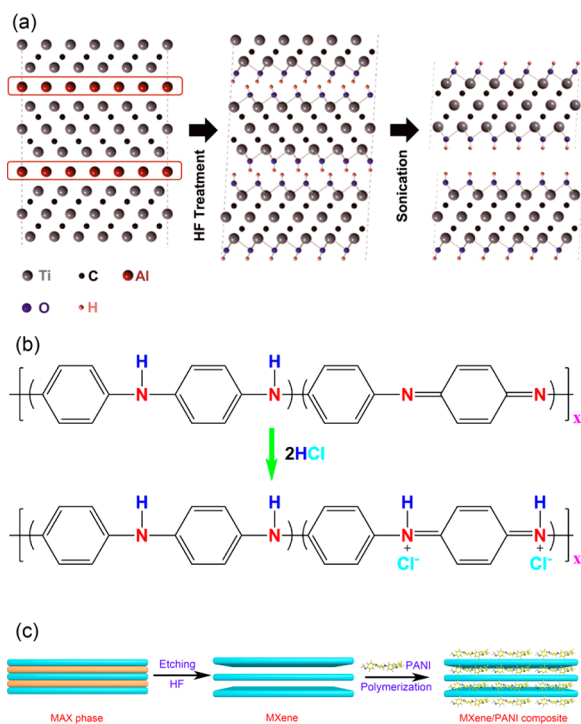 (a)
HF Treatment
Sonication
Ti C Al
O H
(b)
H H
N N N N
x
2HCl
H H H H
N N N N
+ +
Cl- Cl-
x
(c)
Etching
HF
PANI
Polymerization
MAX phase MXene MXene/PANI composite